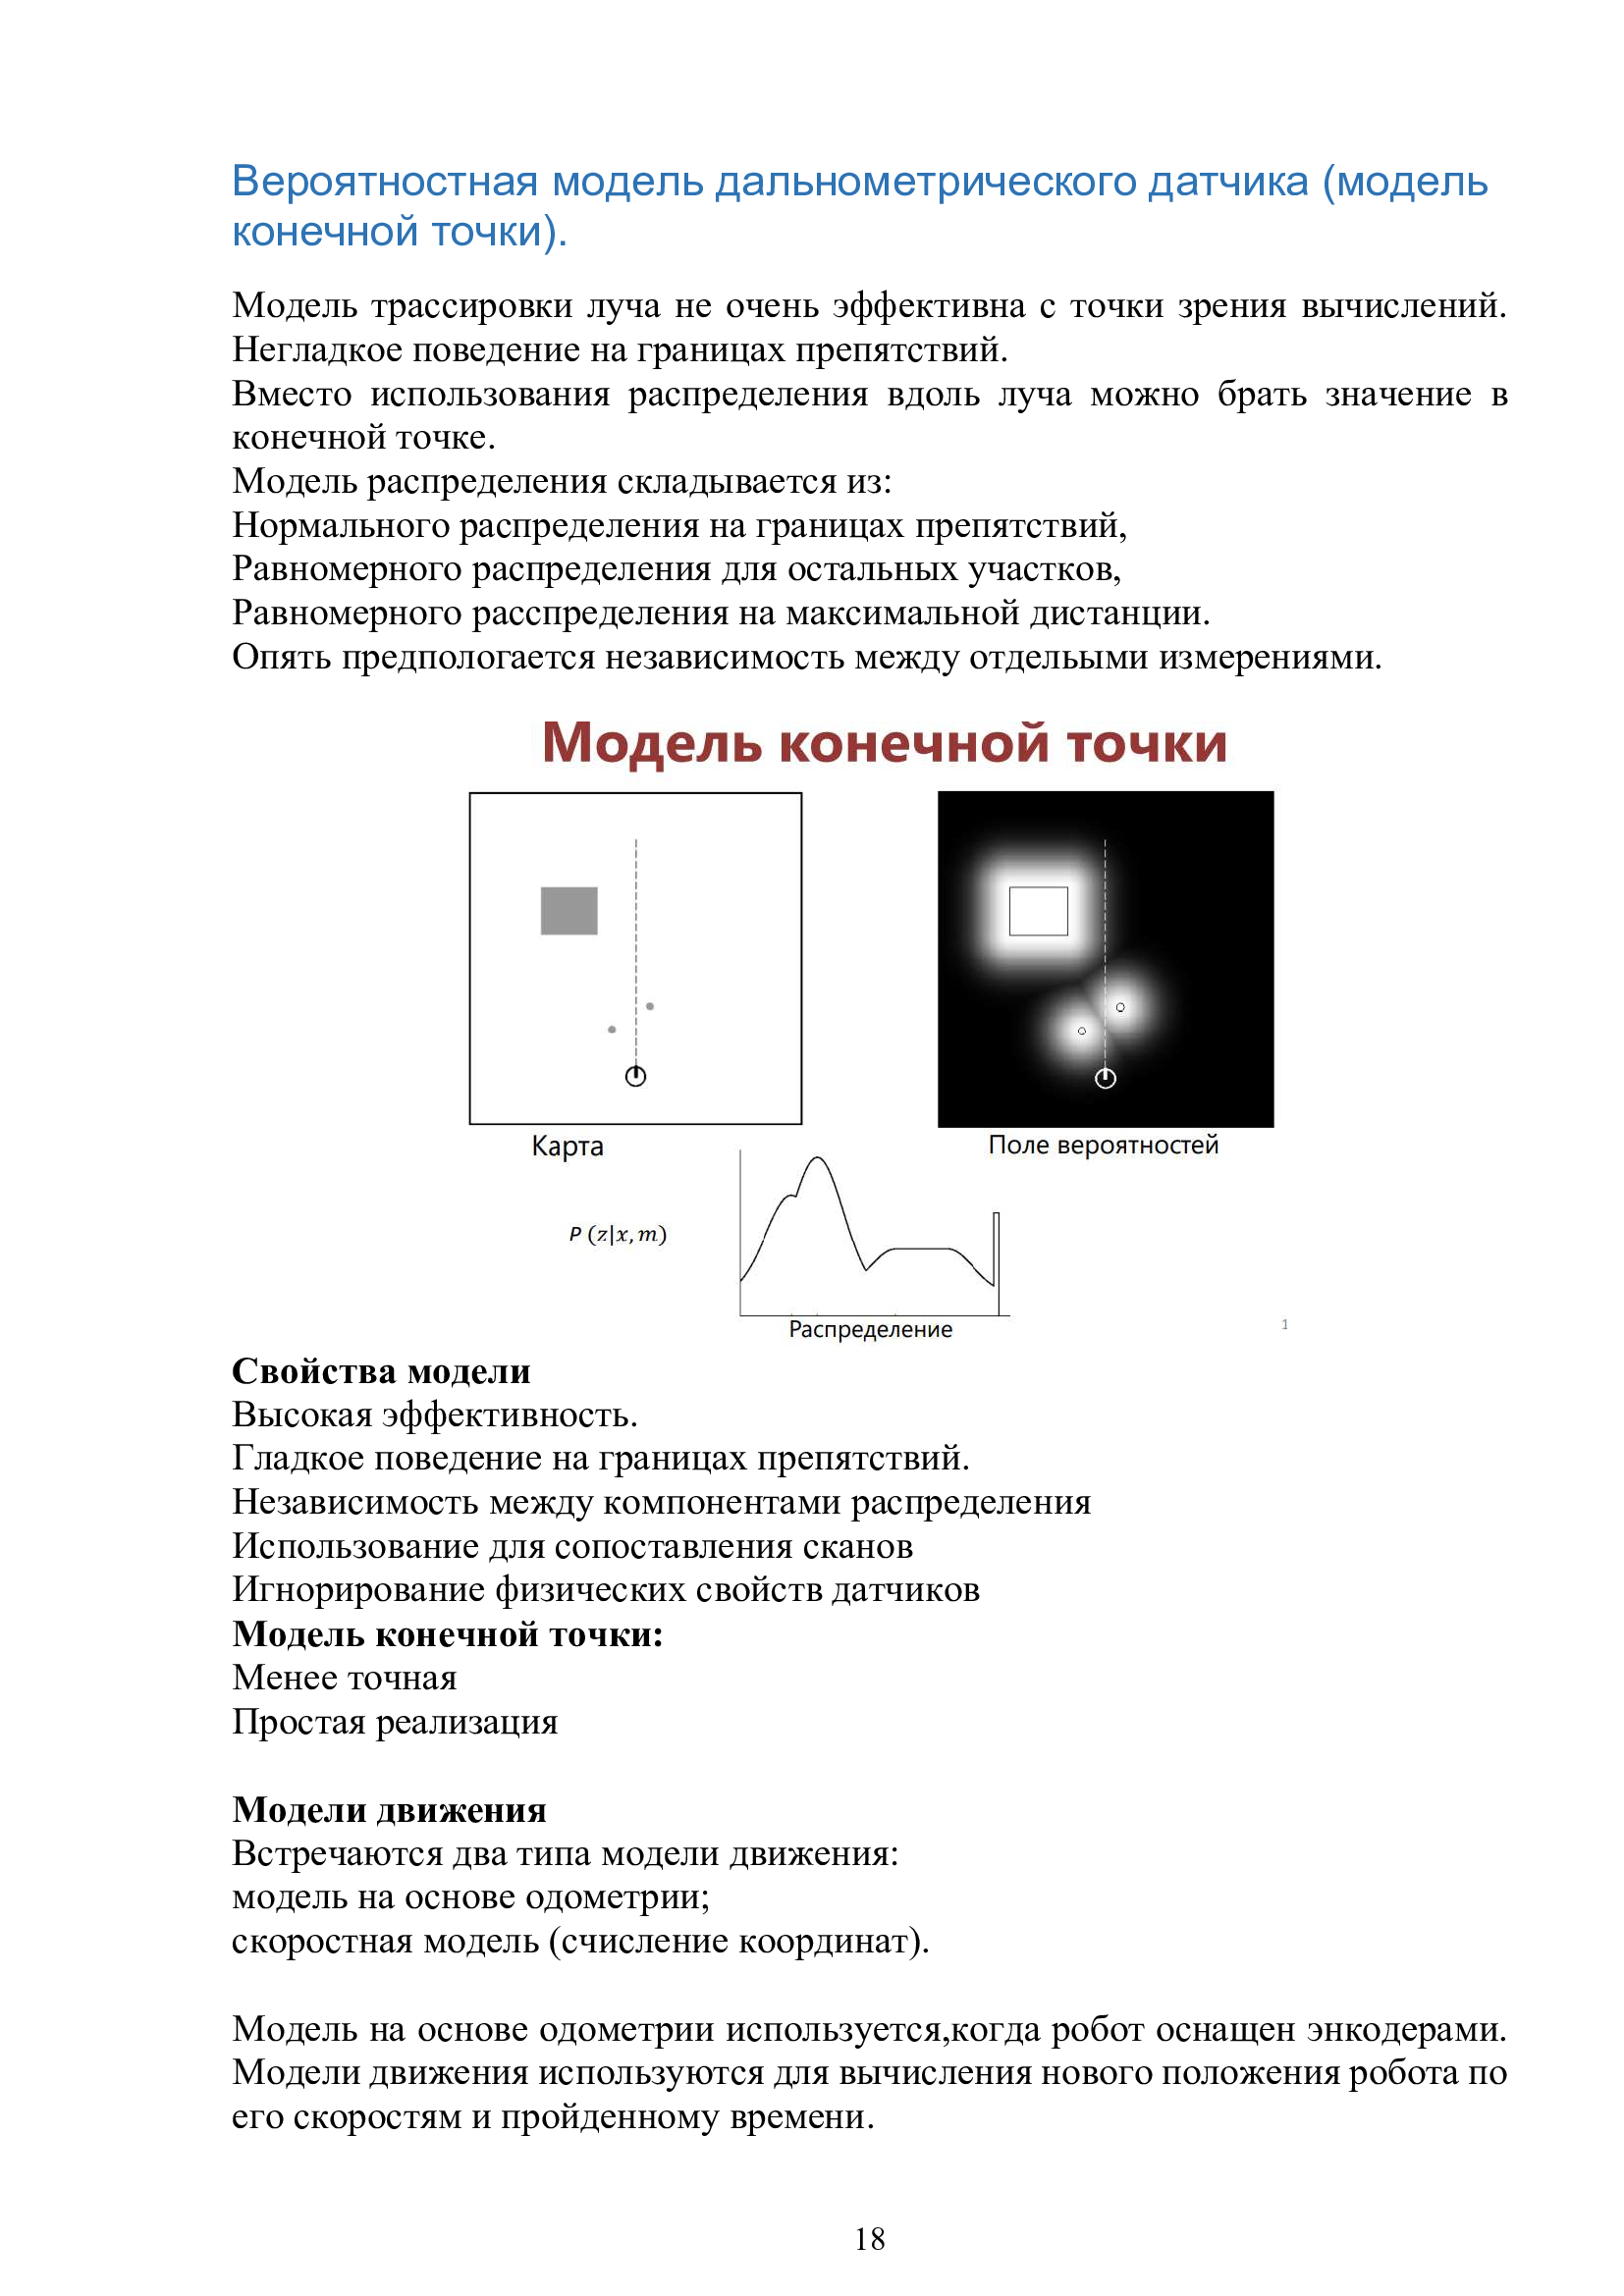 Вероятностная модель дальнометрического датчика (модель
конечной точки).
Модель трассировки луча не очень эффективна с точки зрения вычислений.
Негладкое поведение на границах препятствий.
Вместо использования распределения вдоль луча можно брать значение в
конечной точке.
Модель распределения складывается из:
Нормального распределения на границах препятствий,
Равномерного распределения для остальных участков,
Равномерного расспределения на максимальной дистанции.
Опять предпологается независимость между отдельыми измерениями.
Модель конечной точки
Карта
Поле вероятностей
P (z|x, m)
Распределение
1
Свойства модели
Высокая эффективность.
Гладкое поведение на границах препятствий.
Независимость между компонентами распределения
Использование для сопоставления сканов
Игнорирование физических свойств датчиков
Модель конечной точки:
Менее точная
Простая реализация
Модели движения
Встречаются два типа модели движения:
модель на основе одометрии;
скоростная модель (счисление координат).
Модель на основе одометрии используется,когда робот оснащен энкодерами.
Модели движения используются для вычисления нового положения робота по
его скоростям и пройденному времени.
18